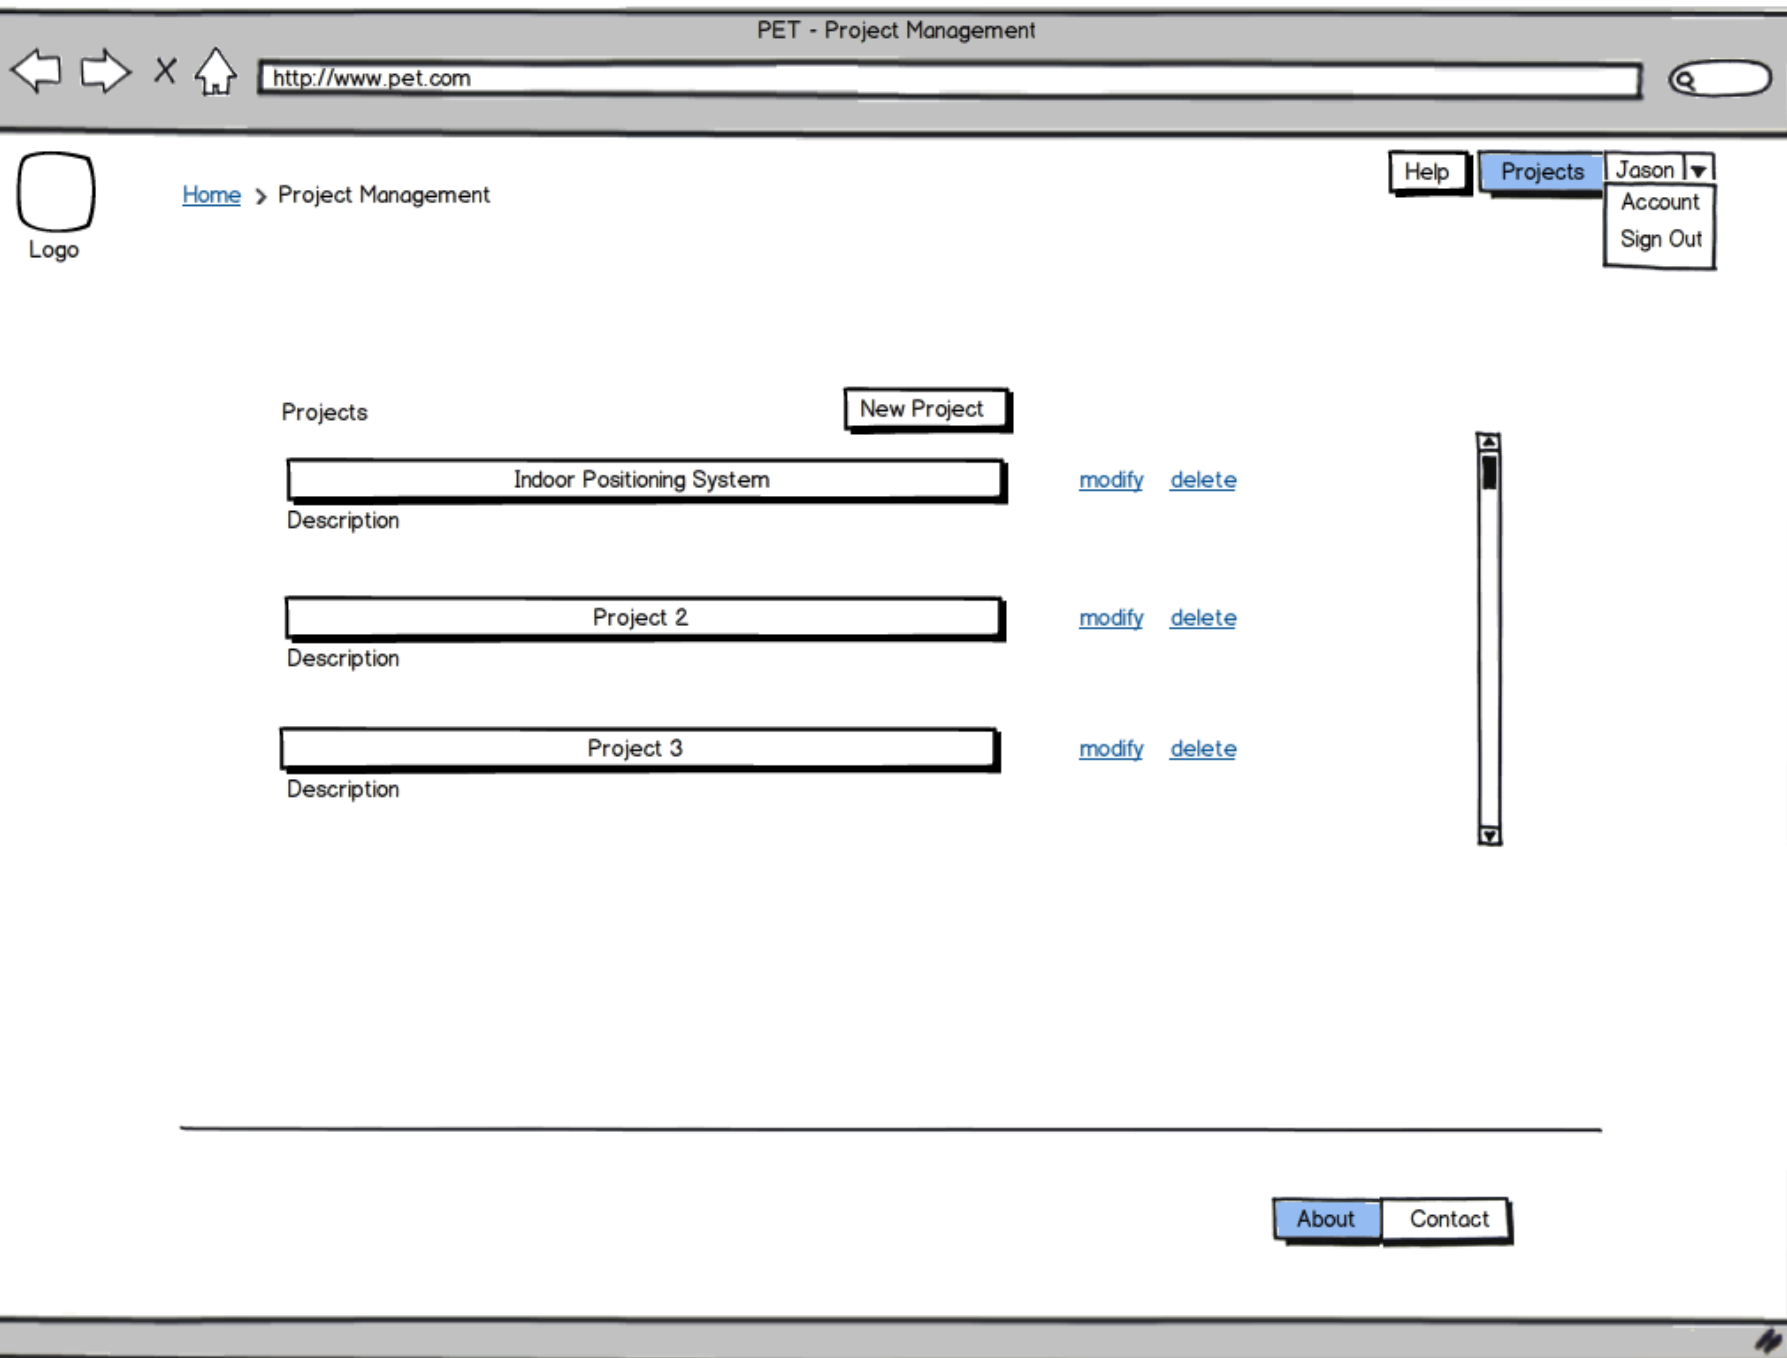 PET - Project Management
http://www.pet.com
Help Projects Jason
Home > Project Management
Account
Sign Out
Logo
Projects New Project
Indoor Positioning System modify delete
Description
Project 2 modify delete
Description
Project 3 modify delete
Description
About Contact